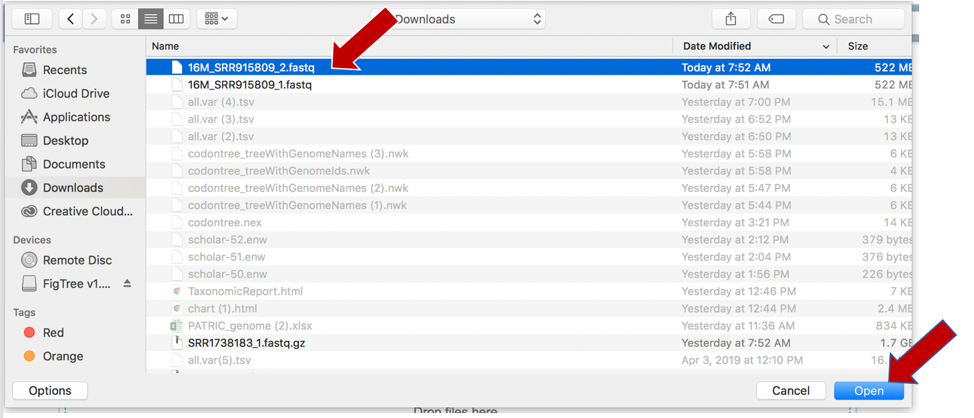 Downloads
Search
Favorites
Recents
iCloud Drive
Applications
Desktop
Documents
Downloads
Creative Cloud...
Devices
Remote Disc
FigTree v1....
Tags
Red
Orange
Name Date Modified Size
16M_SRR915809_2.fastq Today at 7:52 AM 522 MB
16M_SRR915809_1.fastq Today at 7:51 AM 522 MB
all.var (4).tsv Yesterday at 7:00 PM 15.1 MB
all.var (3).tsv Yesterday at 6:52 PM 13 KB
all.var (2).tsv Yesterday at 6:50 PM 13 KB
codontree_treeWithGenomeNames (3).nwk Yesterday at 5:58 PM 6 KB
codontree_treeWithGenomeIds.nwk Yesterday at 5:58 PM 4 KB
codontree_treeWithGenomeNames (2).nwk Yesterday at 5:47 PM 6 KB
codontree_treeWithGenomeNames (1).nwk Yesterday at 5:44 PM 6 KB
codontree.nex Yesterday at 3:21 PM 14 KB
scholar-52.enw Yesterday at 2:12 PM 379 bytes
scholar-51.enw Yesterday at 2:04 PM 376 bytes
scholar-50.enw Yesterday at 1:56 PM 226 bytes
TaxonomicReport.html Yesterday at 12:46 PM 7 KB
chart (1).html Yesterday at 12:44 PM 2.4 MB
PATRIC_genome (2).xlsx Yesterday at 11:36 AM 834 KB
SRR1738183_1.fastq.gz Yesterday at 7:52 AM 1.7 GB
all.var(5).tsv Apr 3, 2019 at 12:10 PM 16.
Options
Cancel
Open
Drop files here